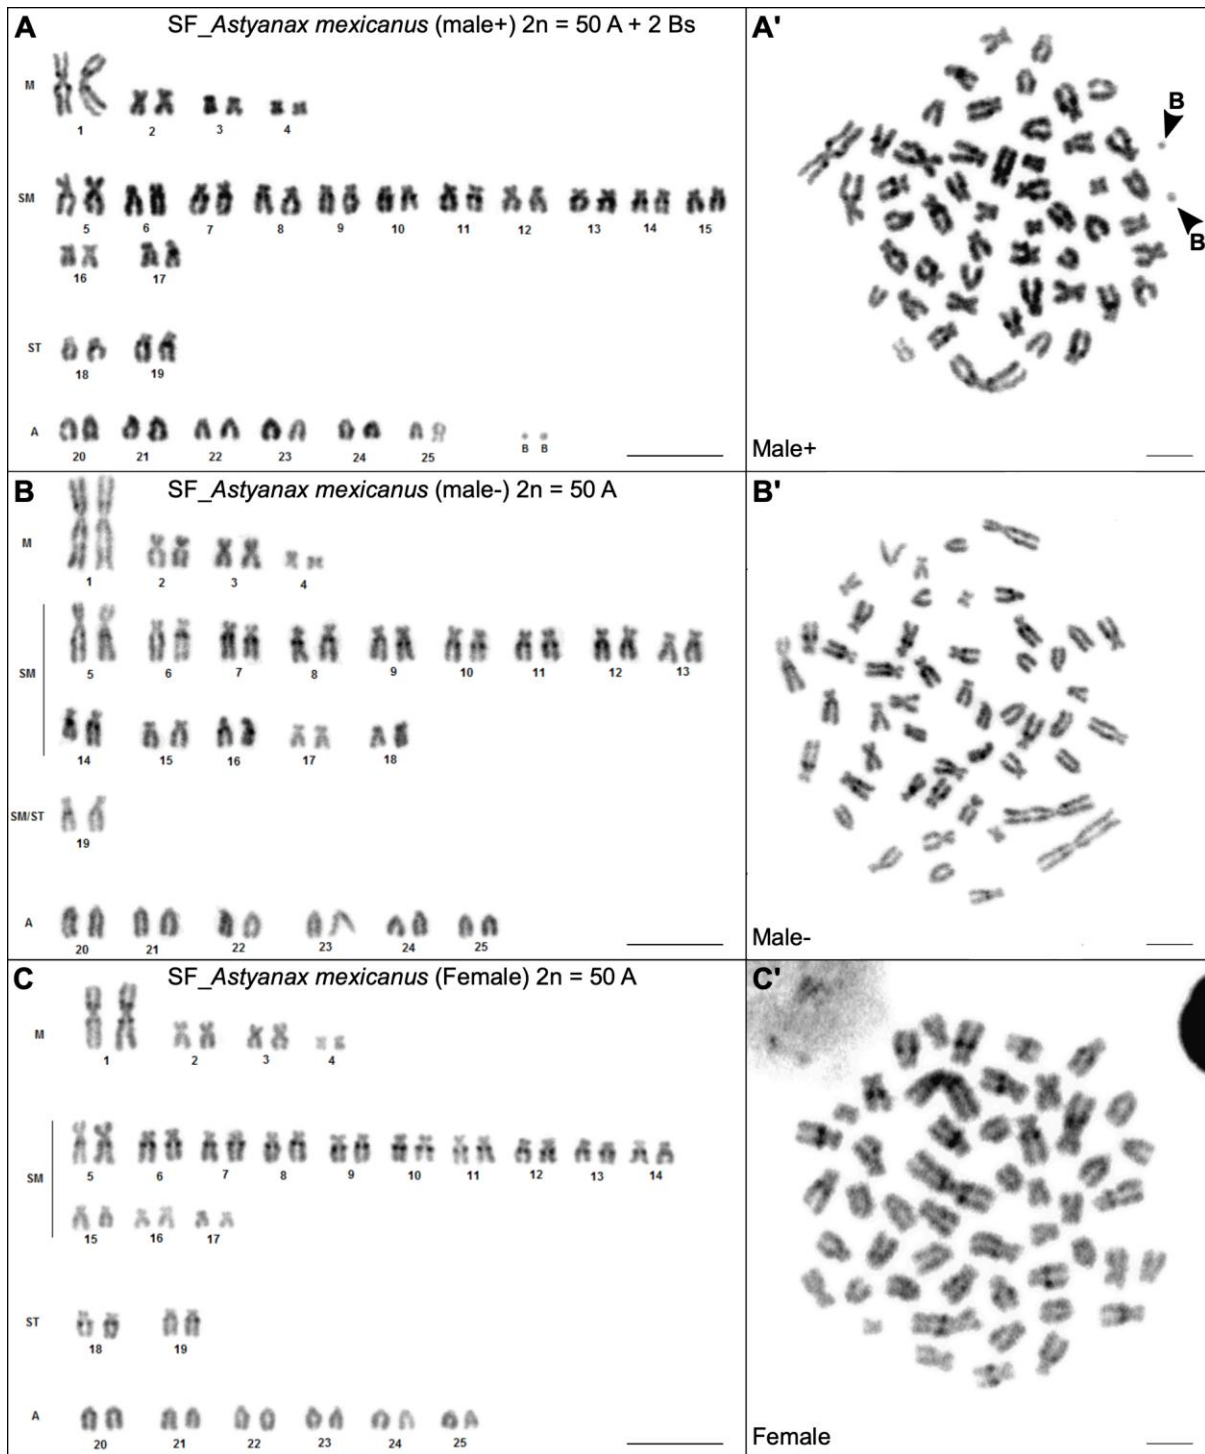 A SF_Astyanax mexicanus (male+) 2n = 50 A + 2 Bs
M
1 2 3 4
SM
5 6 7 8 9 10 11 12 13 14 15
16 17
ST
18 19
A
20 21 22 23 24 25 B B
A'
B
B
Male+
B SF_Astyanax mexicanus (male-) 2n = 50 A
M
1 2 3 4
SM
5 6 7 8 9 10 11 12 13
14 15 16 17 18
SM/ST
19
A
20 21 22 23 24 25
B'
Male-
C SF_Astyanax mexicanus (Female) 2n = 50 A
M
1 2 3 4
SM
5 6 7 8 9 10 11 12 13 14
15 16 17
ST
18 19
A
20 21 22 23 24 25
C'
Female